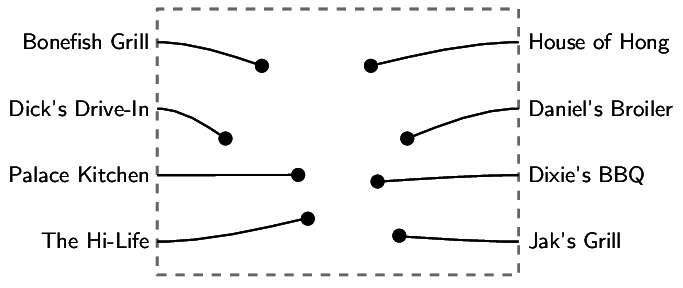 Bonefish Grill
House of Hong
Dick's Drive-In
Daniel's Broiler
Palace Kitchen
Dixie's BBQ
The Hi-Life
Jak's Grill